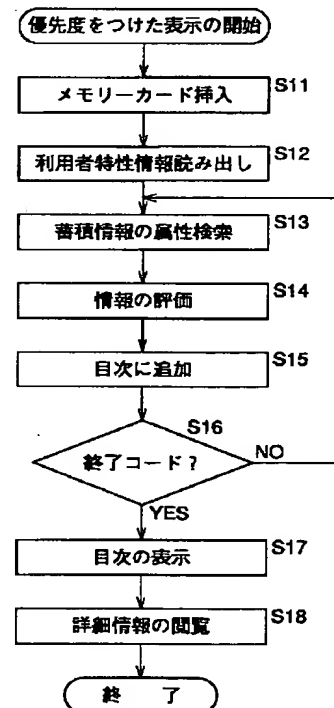 優先度をつけた表示の開始
メモリーカード挿入 S11
利用者特性情報読み出し S12
蓄積情報の属性検索 S13
情報の評価 S14
目次に追加 S15
S16
終了コード? NO
YES
目次の表示 S17
詳細情報の閲覧 S18
終 了